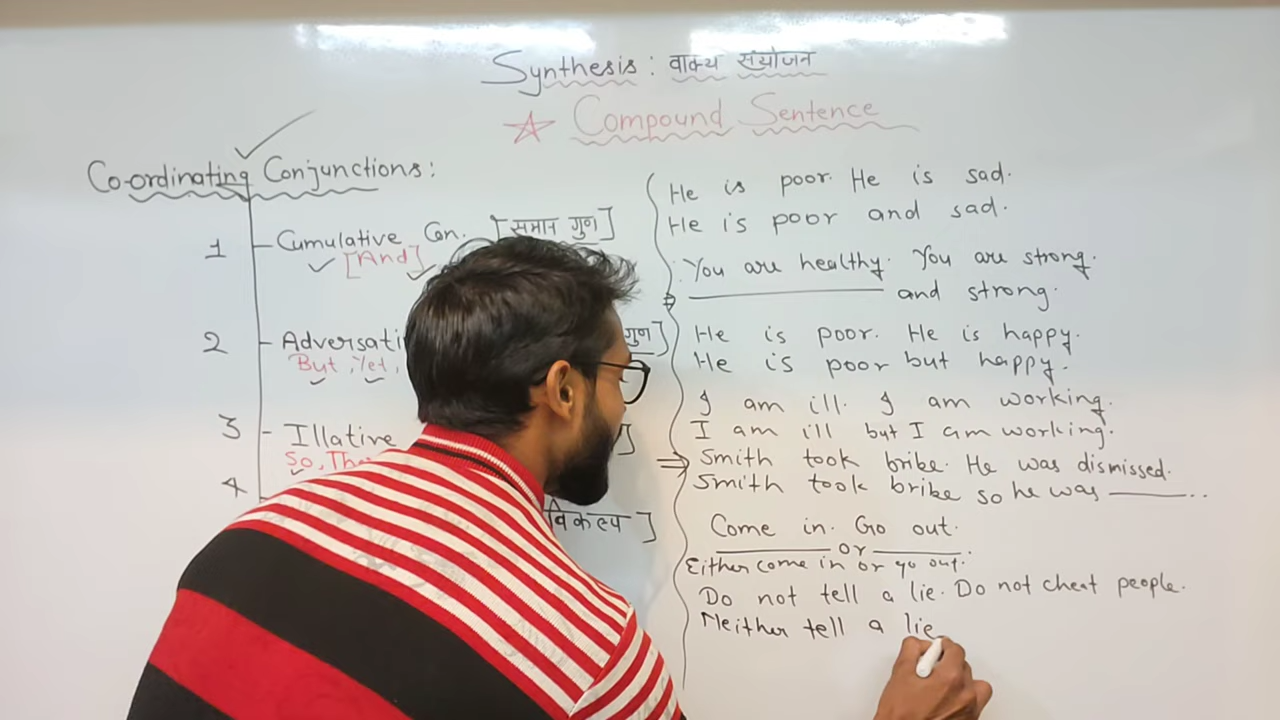 Synthesis : वाक्य संयोजन
Compound Sentence
Co-ordinating Conjunctions:
1 Cumulative Con. [समान गुण]
[And]
2 Adversati
गुण]
But, Yet,
3 Illative
So, The
4
विकल्प]
He is poor. He is sad.
He is poor and sad.
You are healthy. You are strong.
and strong.
He is poor. He is happy.
He is poor but happy.
I am ill. I am working.
I am ill but I am working.
Smith took brike. He was dismissed.
Smith took brike so he was
Come in. Go out.
or
Either come in or go out.
Do not tell a lie. Do not cheat people.
Neither tell a lie